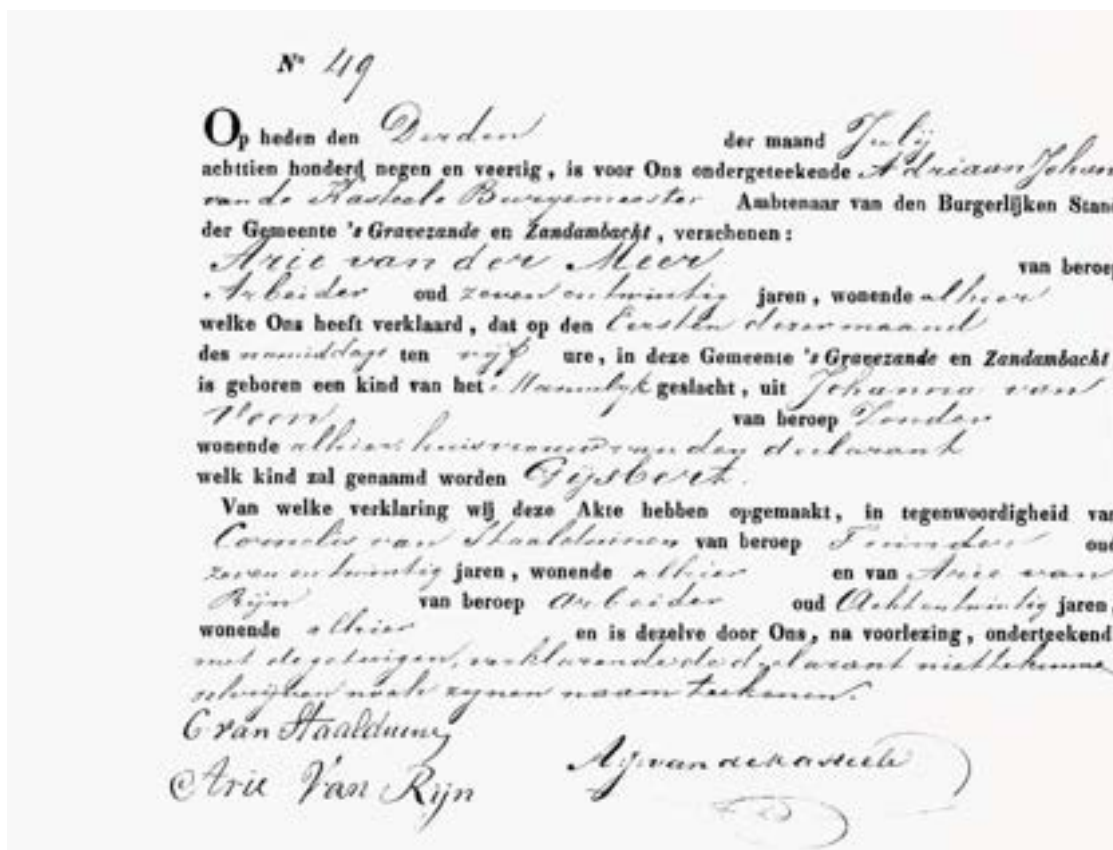 N° 49
Op heden den Derden der maand Julij
achttien honderd negen en veertig, is voor Ons ondergeteekende Adriaan Johan
van de Kasteele Burgemeester Ambtenaar van den Burgerlijken Stand
der Gemeente 's Gravezande en Zandambacht, verschenen:
Arie van der Meer van beroep
Arbeider oud zeven en twintig jaren, wonende alhier
welke Ons heeft verklaard, dat op den Eersten dezer maand
des namiddags ten vijf ure, in deze Gemeente 's Gravezande en Zandambacht
is geboren een kind van het Mannelyk geslacht, uit Johanna van
Veen van beroep Zonder
wonende alhier, huisvrouw van den declarant
welk kind zal genaamd worden Gijsbert.
Van welke verklaring wij deze Akte hebben opgemaakt, in tegenwoordigheid van
Cornelis van Staalduinen van beroep oud
zeven en twintig jaren, wonende alhier en van Arie van
Rijn van beroep Arbeider oud Achtentwintig jaren
wonende alhier en is dezelve door Ons, na voorlezing, onderteekend
met de getuigen, verklarende de declarant niet te kunne
schrijven noch zynen naam teekenen.
C van Staalduine
Arie Van Rijn
AJ van de Kasteele